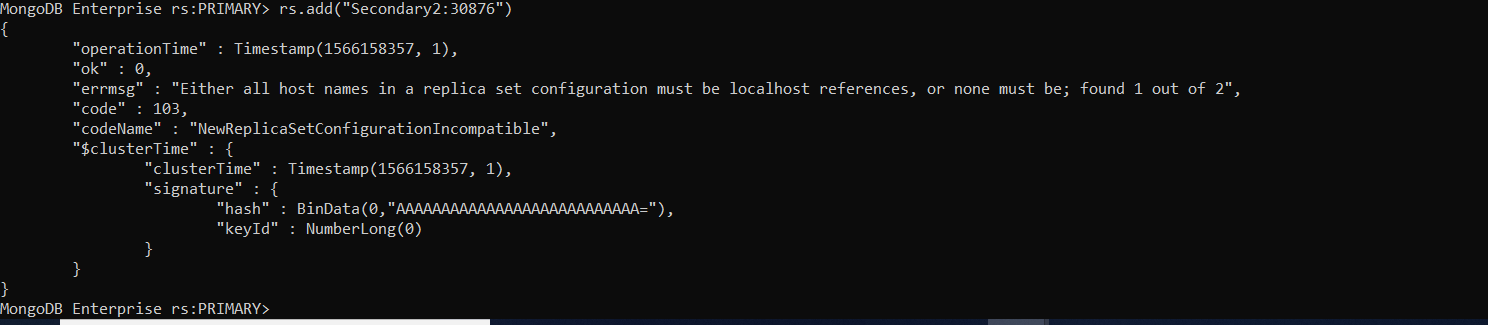 MongoDB Enterprise rs:PRIMARY> rs.add("Secondary2:30876")
{
        "operationTime" : Timestamp(1566158357, 1),
        "ok" : 0,
        "errmsg" : "Either all host names in a replica set configuration must be localhost references, or none must be; found 1 out of 2",
        "code" : 103,
        "codeName" : "NewReplicaSetConfigurationIncompatible",
        "$clusterTime" : {
                "clusterTime" : Timestamp(1566158357, 1),
                "signature" : {
                        "hash" : BinData(0,"AAAAAAAAAAAAAAAAAAAAAAAAAAA="),
                        "keyId" : NumberLong(0)
                }
        }
}
MongoDB Enterprise rs:PRIMARY>